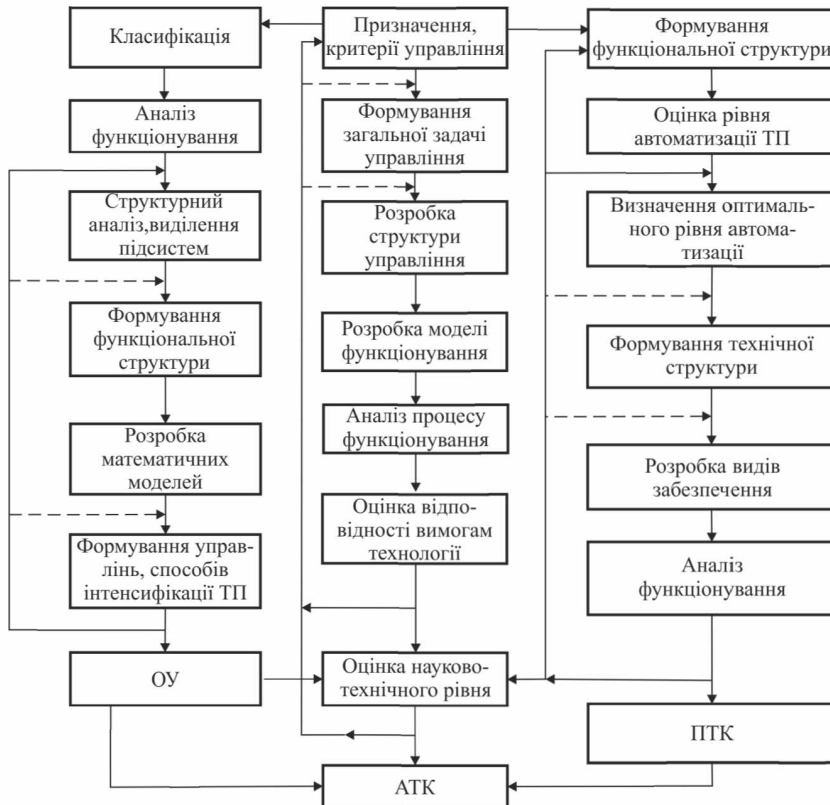 Класифікація
Аналіз
функціонування
Структурний
аналіз,виділення
підсистем
Формування
функціональної
структури
Розробка
математичних
моделей
Формування управ-
лінь, способів
інтенсифікації ТП
ОУ
Призначення,
критерії управління
Формування
загальної задачі
управління
Розробка
структури
управління
Розробка моделі
функціонування
Аналіз процесу
функціонування
Оцінка відпо-
відності вимогам
технології
Оцінка науково-
технічного рівня
АТК
Формування
функціональної структури
Оцінка рівня
автоматизації ТП
Визначення оптималь-
ного рівня автома-
тизації
Формування технічної
структури
Розробка видів
забезпечення
Аналіз
функціонування
ПТК